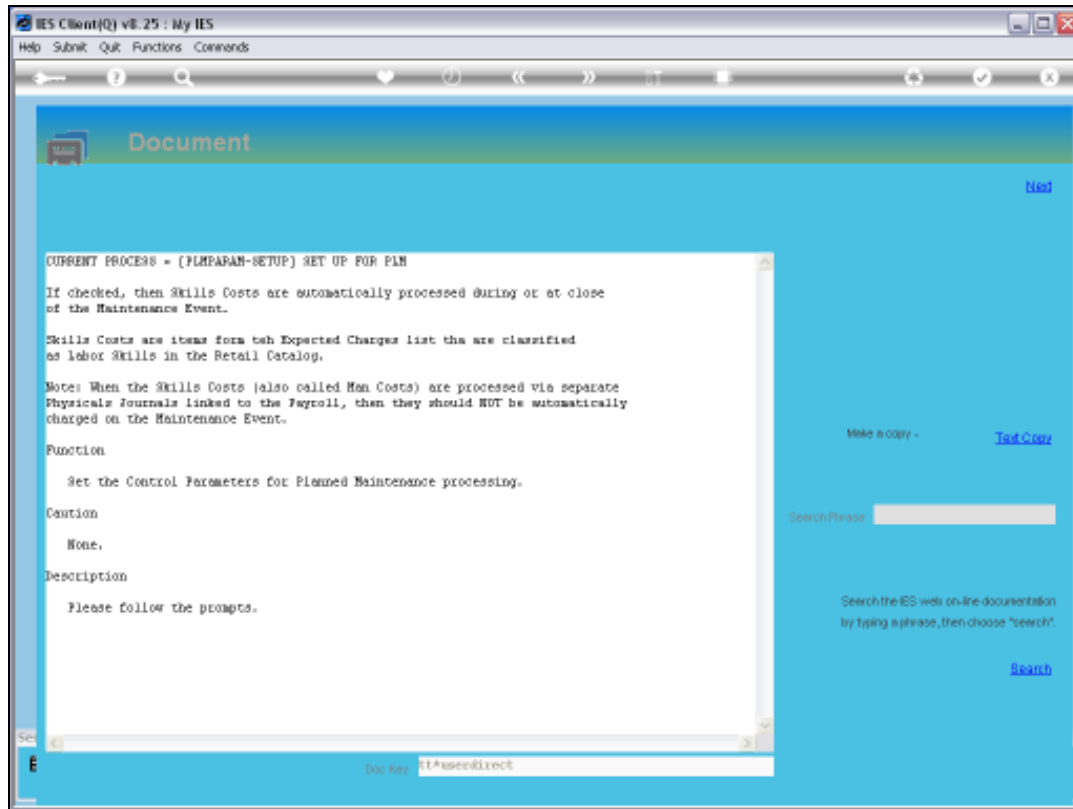 IES Client(Q) v8.25 : My IES
Help Submit Quit Functions Commands
Document
Next
CURRENT PROCESS = [PLMPARAM-SETUP] SET UP FOR PLM
If checked, then Skills Costs are automatically processed during or at close
of the Maintenance Event.
Skills Costs are items form teh Expected Charges list tha are classified
as labor Skills in the Retail Catalog.
Note: When the Skills Costs (also called Man Costs) are processed via separate
Physicals Journals linked to the Payroll, then they should NOT be automatically
charged on the Maintenance Event.
Function
Set the Control Parameters for Planned Maintenance processing.
Caution
None.
Description
Please follow the prompts.
Make a copy -
Text Copy
Search Phrase
Search the IES web on-line documentation
by typing a phrase, then choose "search".
Search
Doc Key
tt*userdirect